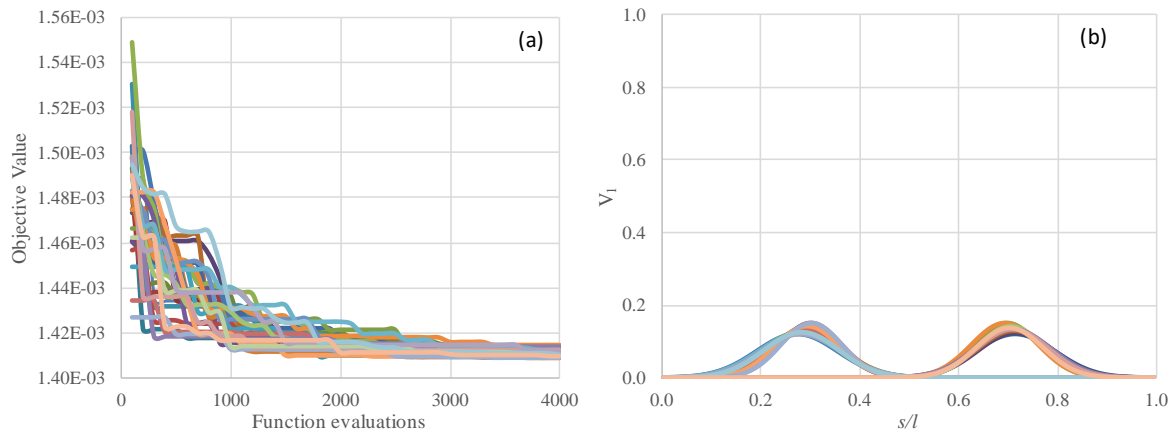 (a)
Objective Value
1.56E-03
1.54E-03
1.52E-03
1.50E-03
1.48E-03
1.46E-03
1.44E-03
1.42E-03
1.40E-03
0
1000
2000
3000
4000
Function evaluations
(b)
V1
1.0
0.8
0.6
0.4
0.2
0.0
0.0
0.2
0.4
0.6
0.8
1.0
s/l